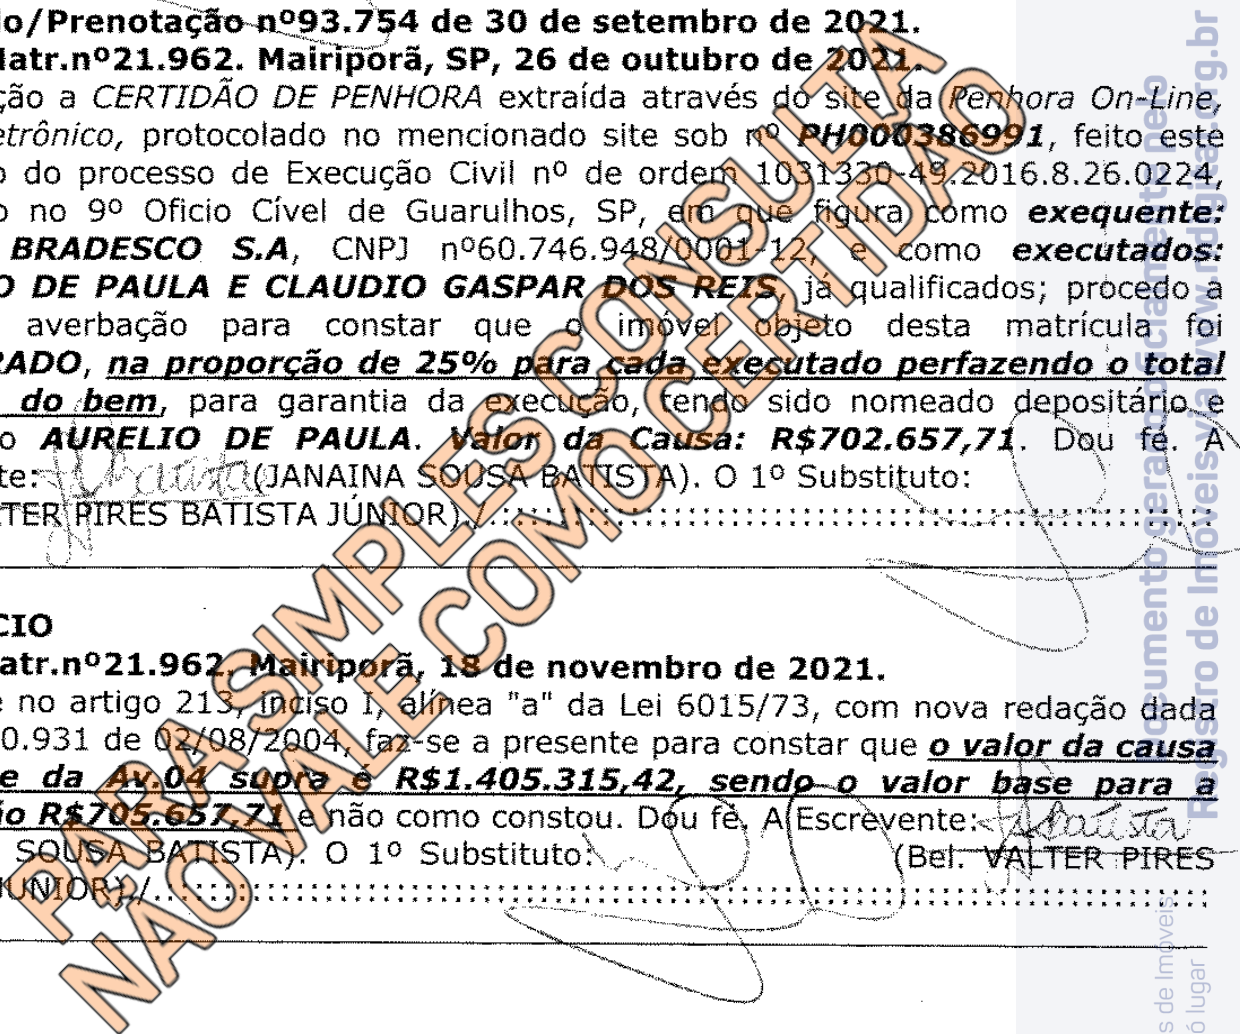 lo/Prenotação nº93.754 de 30 de setembro de 2021.
Matr.nº21.962. Mairiporã, SP, 26 de outubro de 2021.
ção a CERTIDÃO DE PENHORA extraída através do site da Penhora On-Line,
etrônico, protocolado no mencionado site sob nº PH000386991, feito este
o do processo de Execução Civil nº de ordem 1031330-49.2016.8.26.0224,
o no 9º Oficio Cível de Guarulhos, SP, em que figura como exequente:
BRADESCO S.A, CNPJ nº60.746.948/0001-12, e como executados:
O DE PAULA E CLAUDIO GASPAR DOS REIS, já qualificados; procedo a
averbação para constar que o imóvel objeto desta matrícula foi
RADO, na proporção de 25% para cada executado perfazendo o total
do bem, para garantia da execução, tendo sido nomeado depositário e
o AURELIO DE PAULA. Valor da Causa: R$702.657,71. Dou fé. A
te: (JANAINA SOUSA BATISTA). O 1º Substituto:
TER PIRES BATISTA JÚNIOR)./.
CIO
atr.nº21.962. Mairiporã, 18 de novembro de 2021.
e no artigo 213, inciso I, alínea "a" da Lei 6015/73, com nova redação dada
0.931 de 02/08/2004, faz-se a presente para constar que o valor da causa
e da Av.04 supra é R$1.405.315,42, sendo o valor base para a
ão R$705.657,71 e não como constou. Dou fé. A Escrevente:
SOUSA BATISTA). O 1º Substituto: (Bel. VALTER PIRES
JUNIOR)./.
PARA SIMPLES CONSULTA
NÃO VALE COMO CERTIDÃO
Documento gerado oficialmente pelo
Registro de Imóveis via www.ridigital.org.br
s de Imóveis
ó lugar